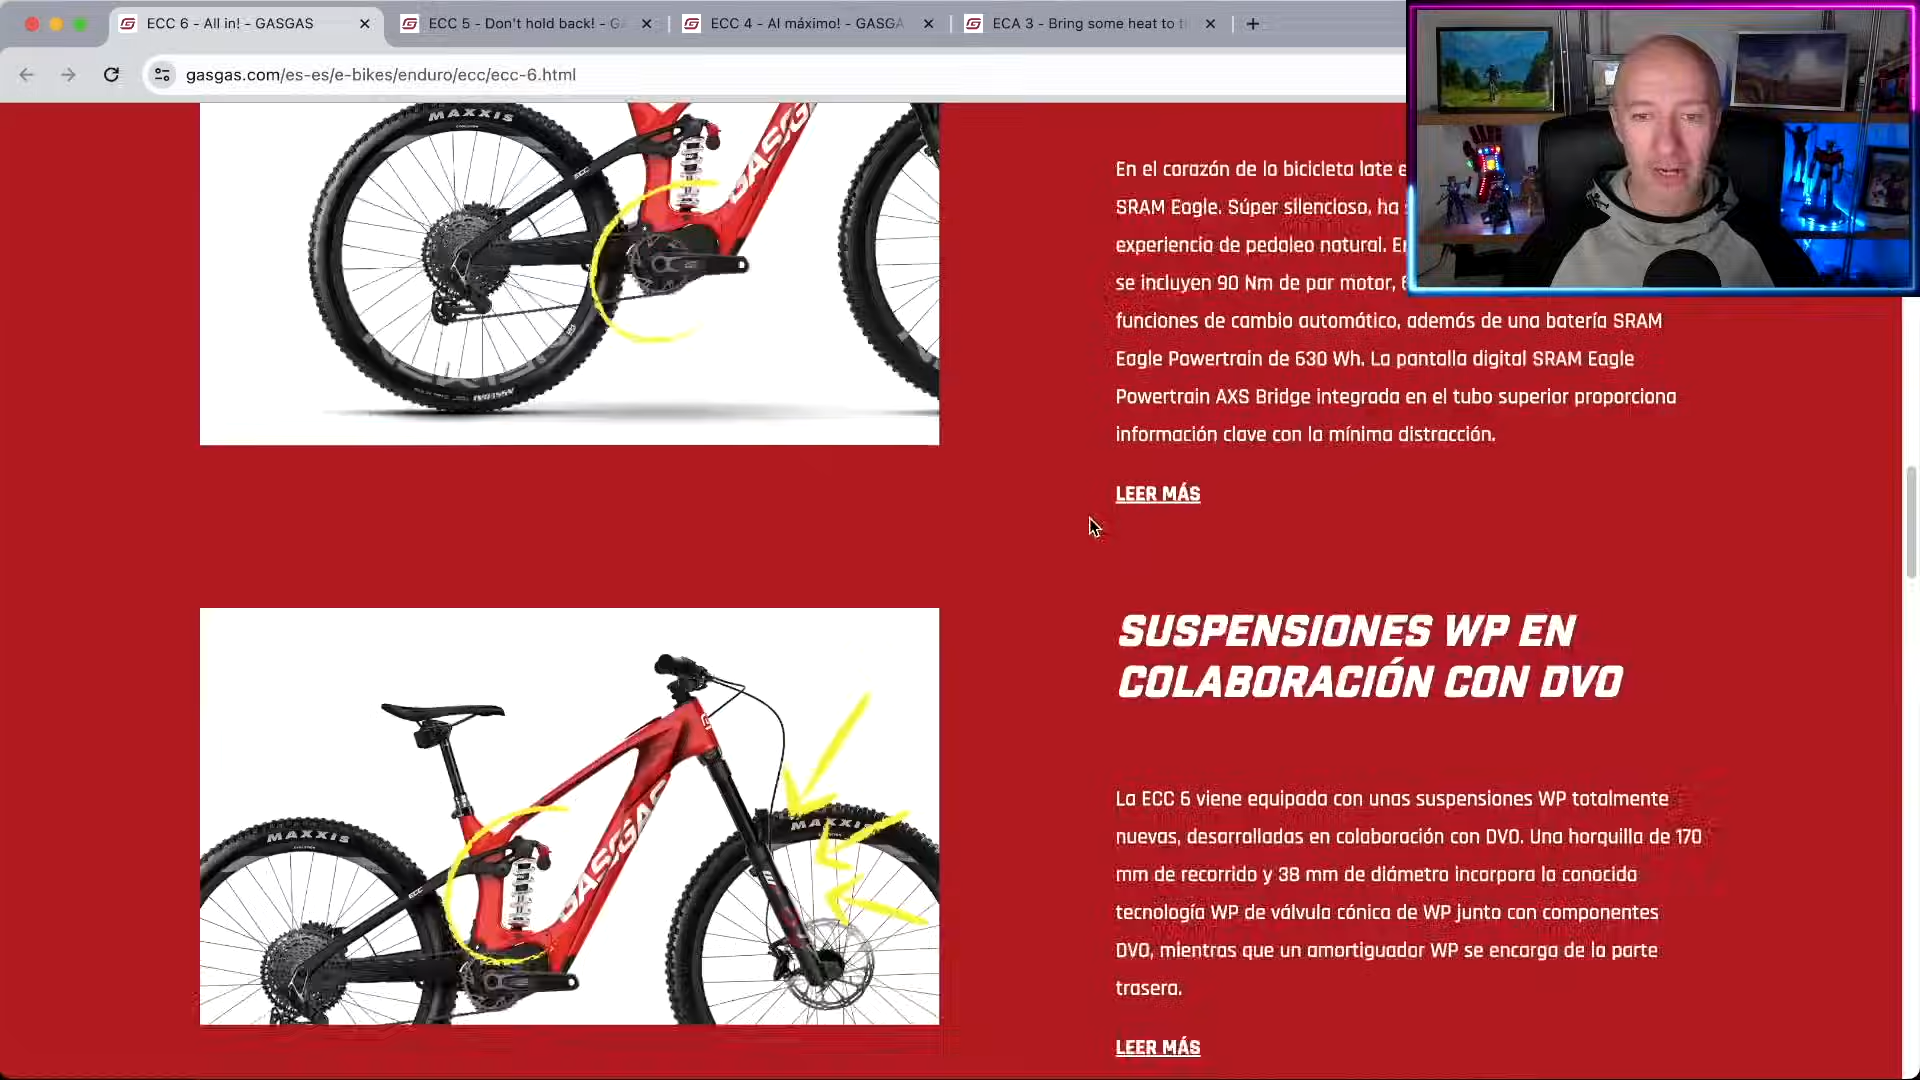 ECC 6 - All in! - GASGAS
ECC 5 - Don't hold back! - GA
ECC 4 - Al máximo! - GASGA
ECA 3 - Bring some heat to t
gasgas.com/es-es/e-bikes/enduro/ecc/ecc-6.html
MAXXIS
GASGA
ECC
En el corazón de la bicicleta late e
SRAM Eagle. Súper silencioso, ha
experiencia de pedaleo natural. En
se incluyen 90 Nm de par motor, 6
funciones de cambio automático, además de una batería SRAM
Eagle Powertrain de 630 Wh. La pantalla digital SRAM Eagle
Powertrain AXS Bridge integrada en el tubo superior proporciona
información clave con la mínima distracción.
LEER MÁS
SUSPENSIONES WP EN
COLABORACIÓN CON DVO
La ECC 6 viene equipada con unas suspensiones WP totalmente
nuevas, desarrolladas en colaboración con DVO. Una horquilla de 170
mm de recorrido y 38 mm de diámetro incorpora la conocida
tecnología WP de válvula cónica de WP junto con componentes
DVO, mientras que un amortiguador WP se encarga de la parte
trasera.
LEER MÁS
MAXXIS
MAXXIS
GASGAS
ECC